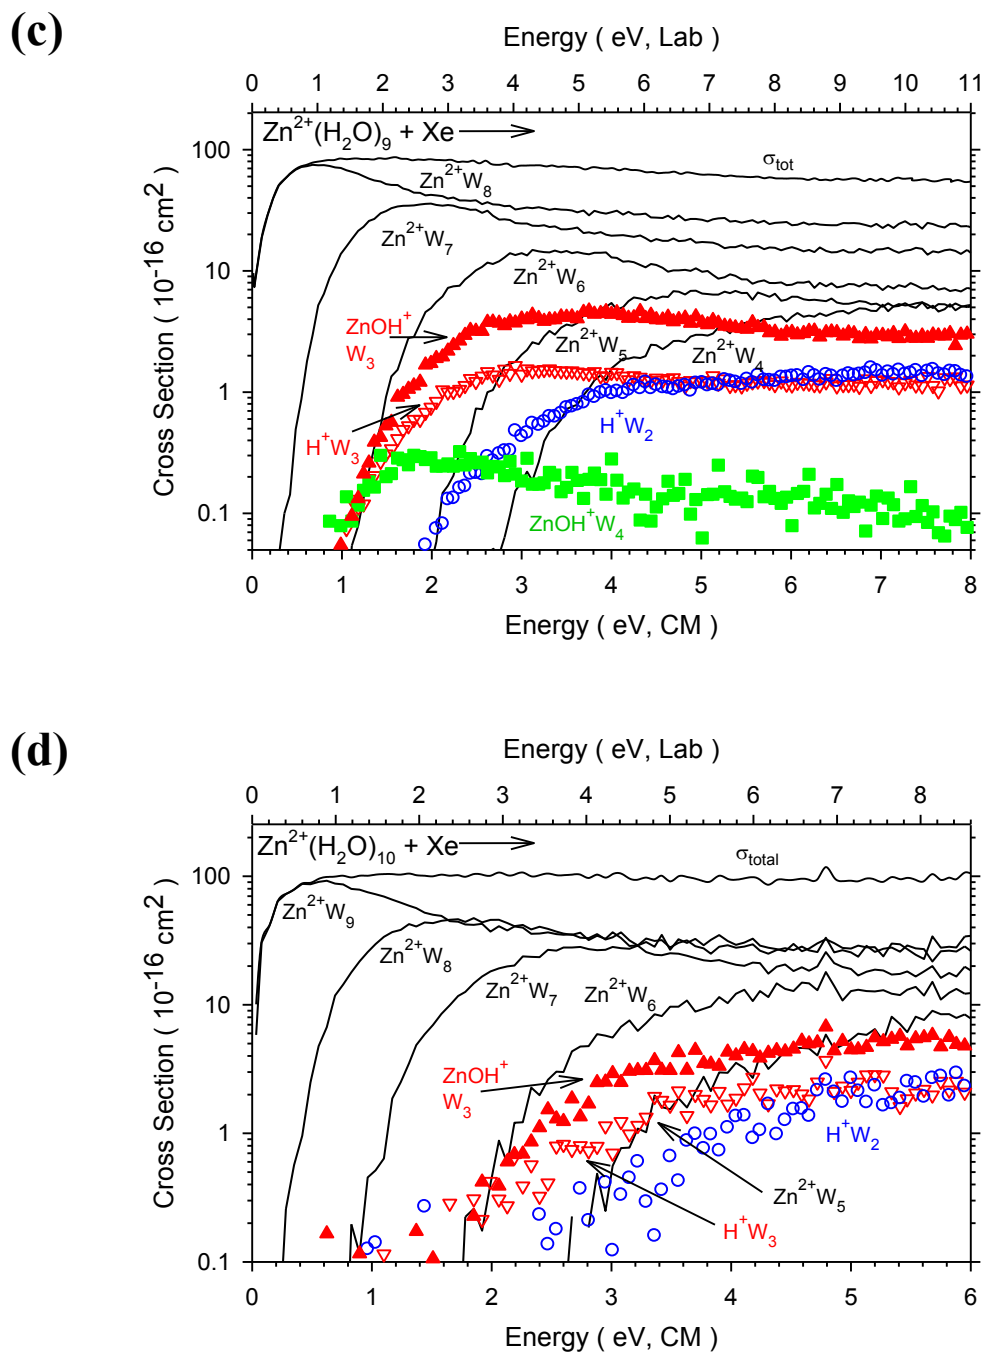 (c)
Energy ( eV, Lab )
0 1 2 3 4 5 6 7 8 9 10 11
Zn²⁺(H₂O)₉ + Xe
σtot
Zn²⁺W₈
Zn²⁺W₇
Zn²⁺W₆
ZnOH⁺
W₃
Zn²⁺W₅
Zn²⁺W₄
H⁺W₃
H⁺W₂
ZnOH⁺W₄
Cross Section ( 10⁻¹⁶ cm²)
100
10
1
0.1
0 1 2 3 4 5 6 7 8
Energy ( eV, CM )
(d)
Energy ( eV, Lab )
0 1 2 3 4 5 6 7 8
Zn²⁺(H₂O)₁₀ + Xe
σtotal
Zn²⁺W₉
Zn²⁺W₈
Zn²⁺W₇
Zn²⁺W₆
ZnOH⁺
W₃
H⁺W₂
Zn²⁺W₅
H⁺W₃
Cross Section ( 10⁻¹⁶ cm²)
100
10
1
0.1
0 1 2 3 4 5 6
Energy ( eV, CM )